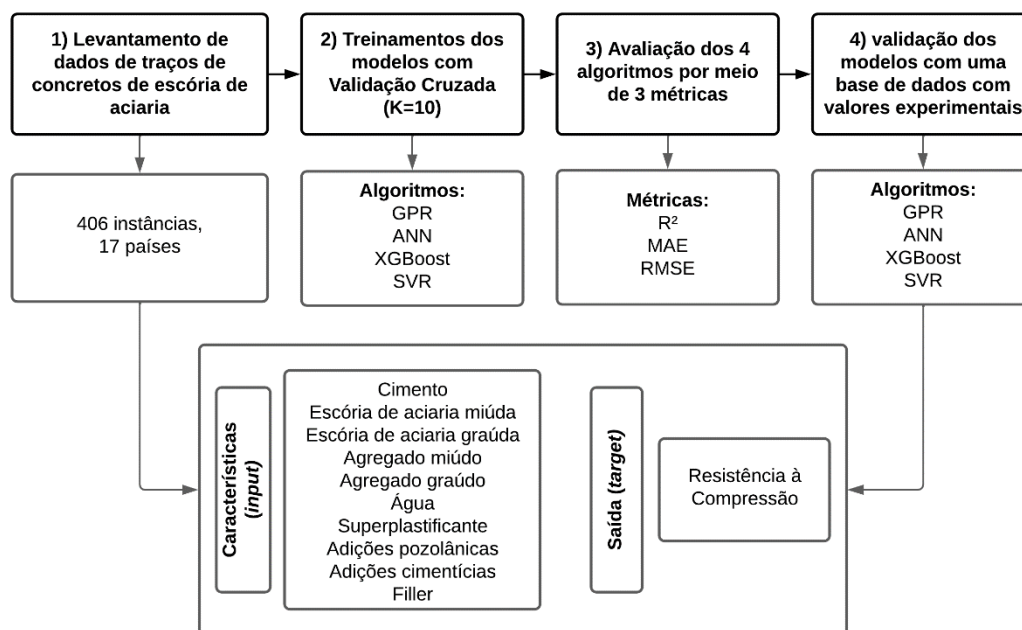 1) Levantamento de
dados de traços de
concretos de escória de
aciaria
2) Treinamentos dos
modelos com
Validação Cruzada
(K=10)
3) Avaliação dos 4
algoritmos por meio
de 3 métricas
4) validação dos
modelos com uma
base de dados com
valores experimentais
406 instâncias,
17 países
Algoritmos:
GPR
ANN
XGBoost
SVR
Métricas:
R²
MAE
RMSE
Algoritmos:
GPR
ANN
XGBoost
SVR
Características
(input)
Cimento
Escória de aciaria miúda
Escória de aciaria graúda
Agregado miúdo
Agregado graúdo
Água
Superplastificante
Adições pozolânicas
Adições cimentícias
Filler
Saída (target)
Resistência à
Compressão